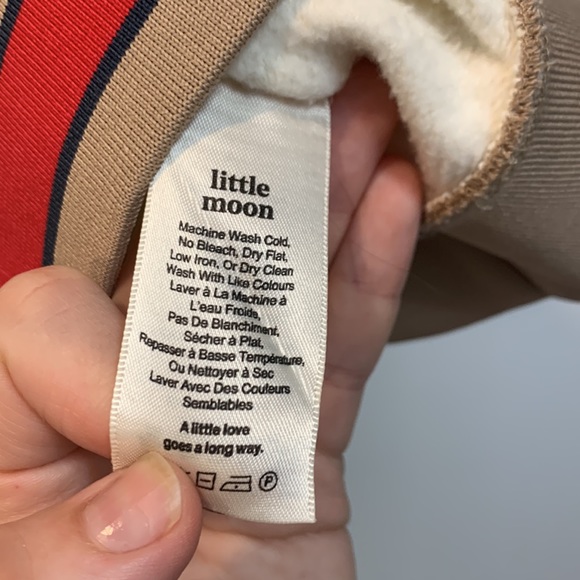 little
moon
Machine Wash Cold,
No Bleach, Dry Flat,
Low Iron, Or Dry Clean
Wash With Like Colours
Laver à La Machine à
L'eau Froide,
Pas De Blanchiment,
Sécher à Plat,
Repasser à Basse Température,
Ou Nettoyer à Sec
Laver Avec Des Couleurs
Semblables
A little love
goes a long way.
P